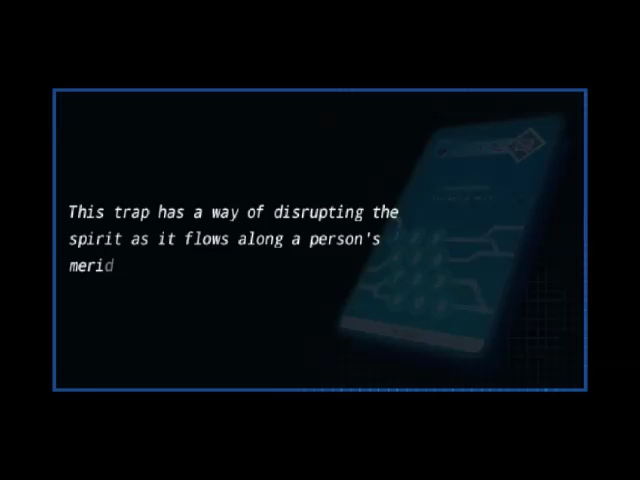 This trap has a way of disrupting the
spirit as it flows along a person's
merid